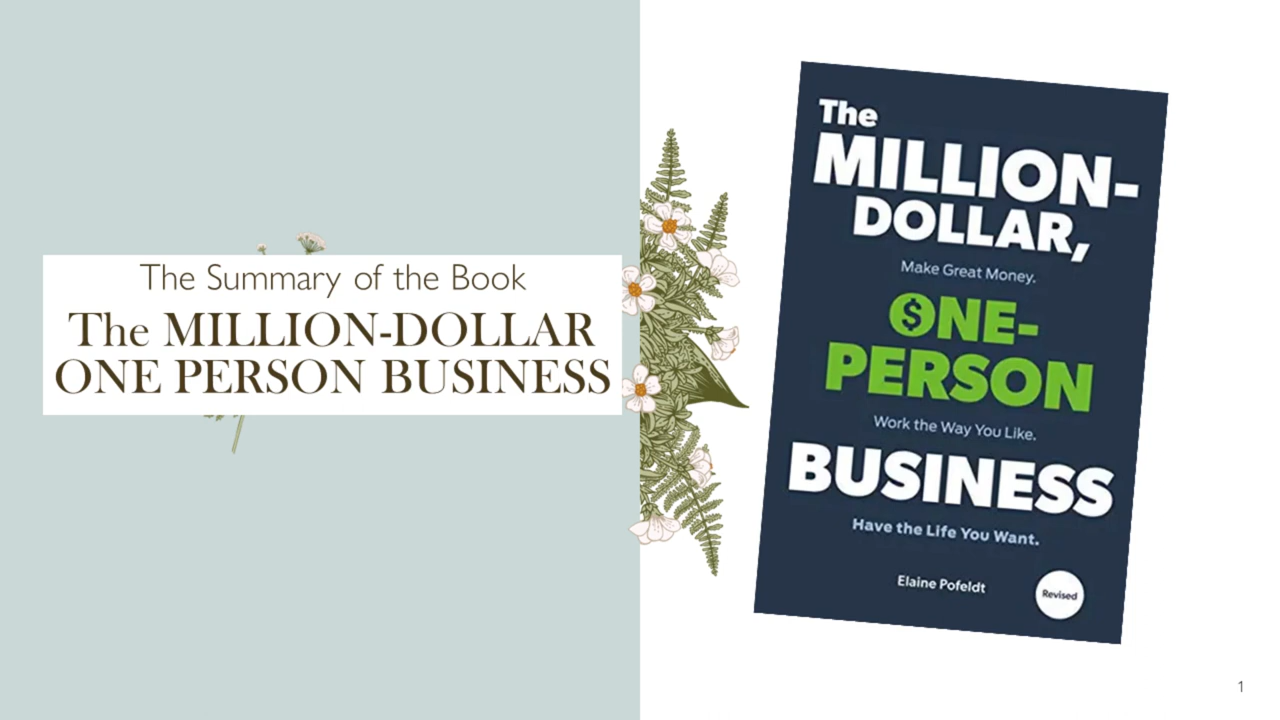 The Summary of the Book
The MILLION-DOLLAR
ONE PERSON BUSINESS
The
MILLION-
DOLLAR,
Make Great Money.
ONE-
PERSON
Work the Way You Like.
BUSINESS
Have the Life You Want.
Elaine Pofeldt
Revised
1